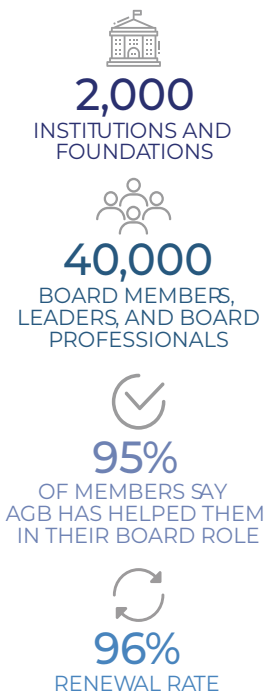 2,000
INSTITUTIONS AND
FOUNDATIONS
40,000
BOARD MEMBERS,
LEADERS, AND BOARD
PROFESSIONALS
95%
OF MEMBERS SAY
AGB HAS HELPED THEM
IN THEIR BOARD ROLE
96%
RENEWAL RATE